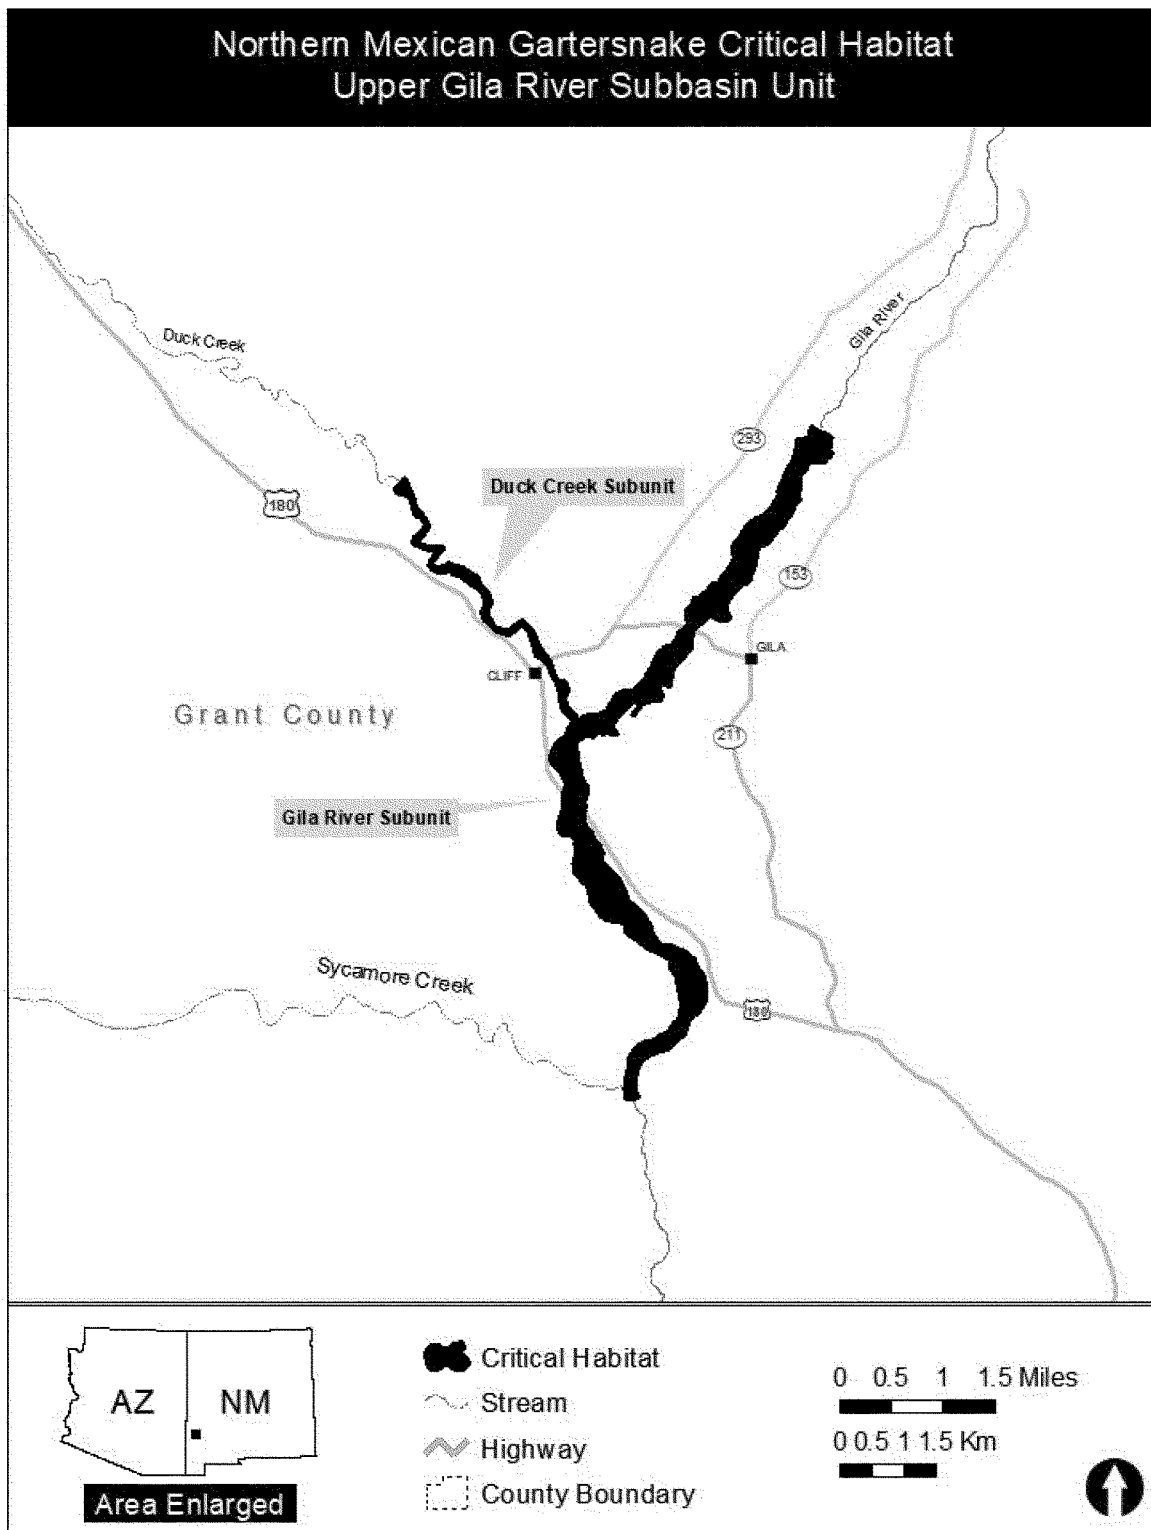 Northern Mexican Gartersnake Critical Habitat
Upper Gila River Subbasin Unit
Duck Creek
Gila River
293
Duck Creek Subunit
180
153
GILA
CLIFF
Grant County
211
Gila River Subunit
Sycamore Creek
180
AZ
NM
Area Enlarged
Critical Habitat
Stream
Highway
County Boundary
0 0.5 1 1.5 Miles
0 0.5 1 1.5 Km